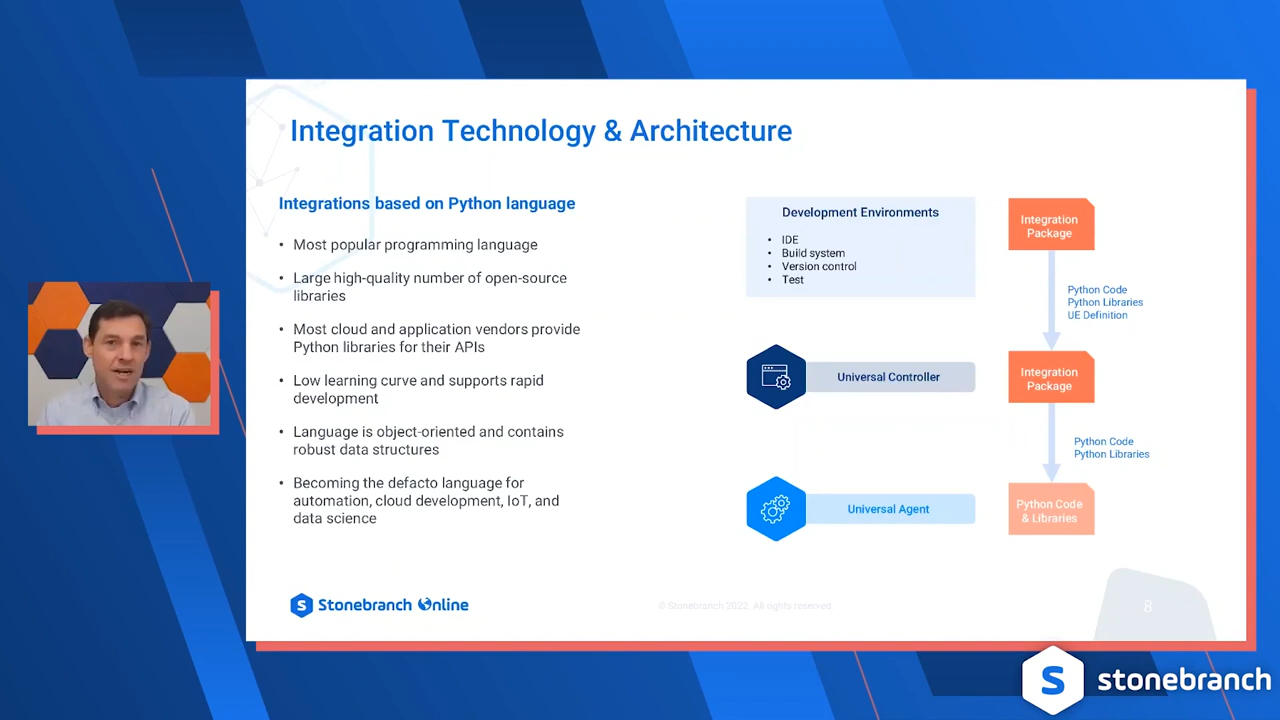 Integration Technology & Architecture
Integrations based on Python language
• Most popular programming language
• Large high-quality number of open-source
libraries
• Most cloud and application vendors provide
Python libraries for their APIs
• Low learning curve and supports rapid
development
• Language is object-oriented and contains
robust data structures
• Becoming the defacto language for
automation, cloud development, IoT, and
data science
Development Environments
• IDE
• Build system
• Version control
• Test
Integration
Package
Python Code
Python Libraries
UE Definition
Universal Controller
Integration
Package
Python Code
Python Libraries
Universal Agent
Python Code
& Libraries
S Stonebranch Online
© Stonebranch 2022. All rights reserved
8
S stonebranch